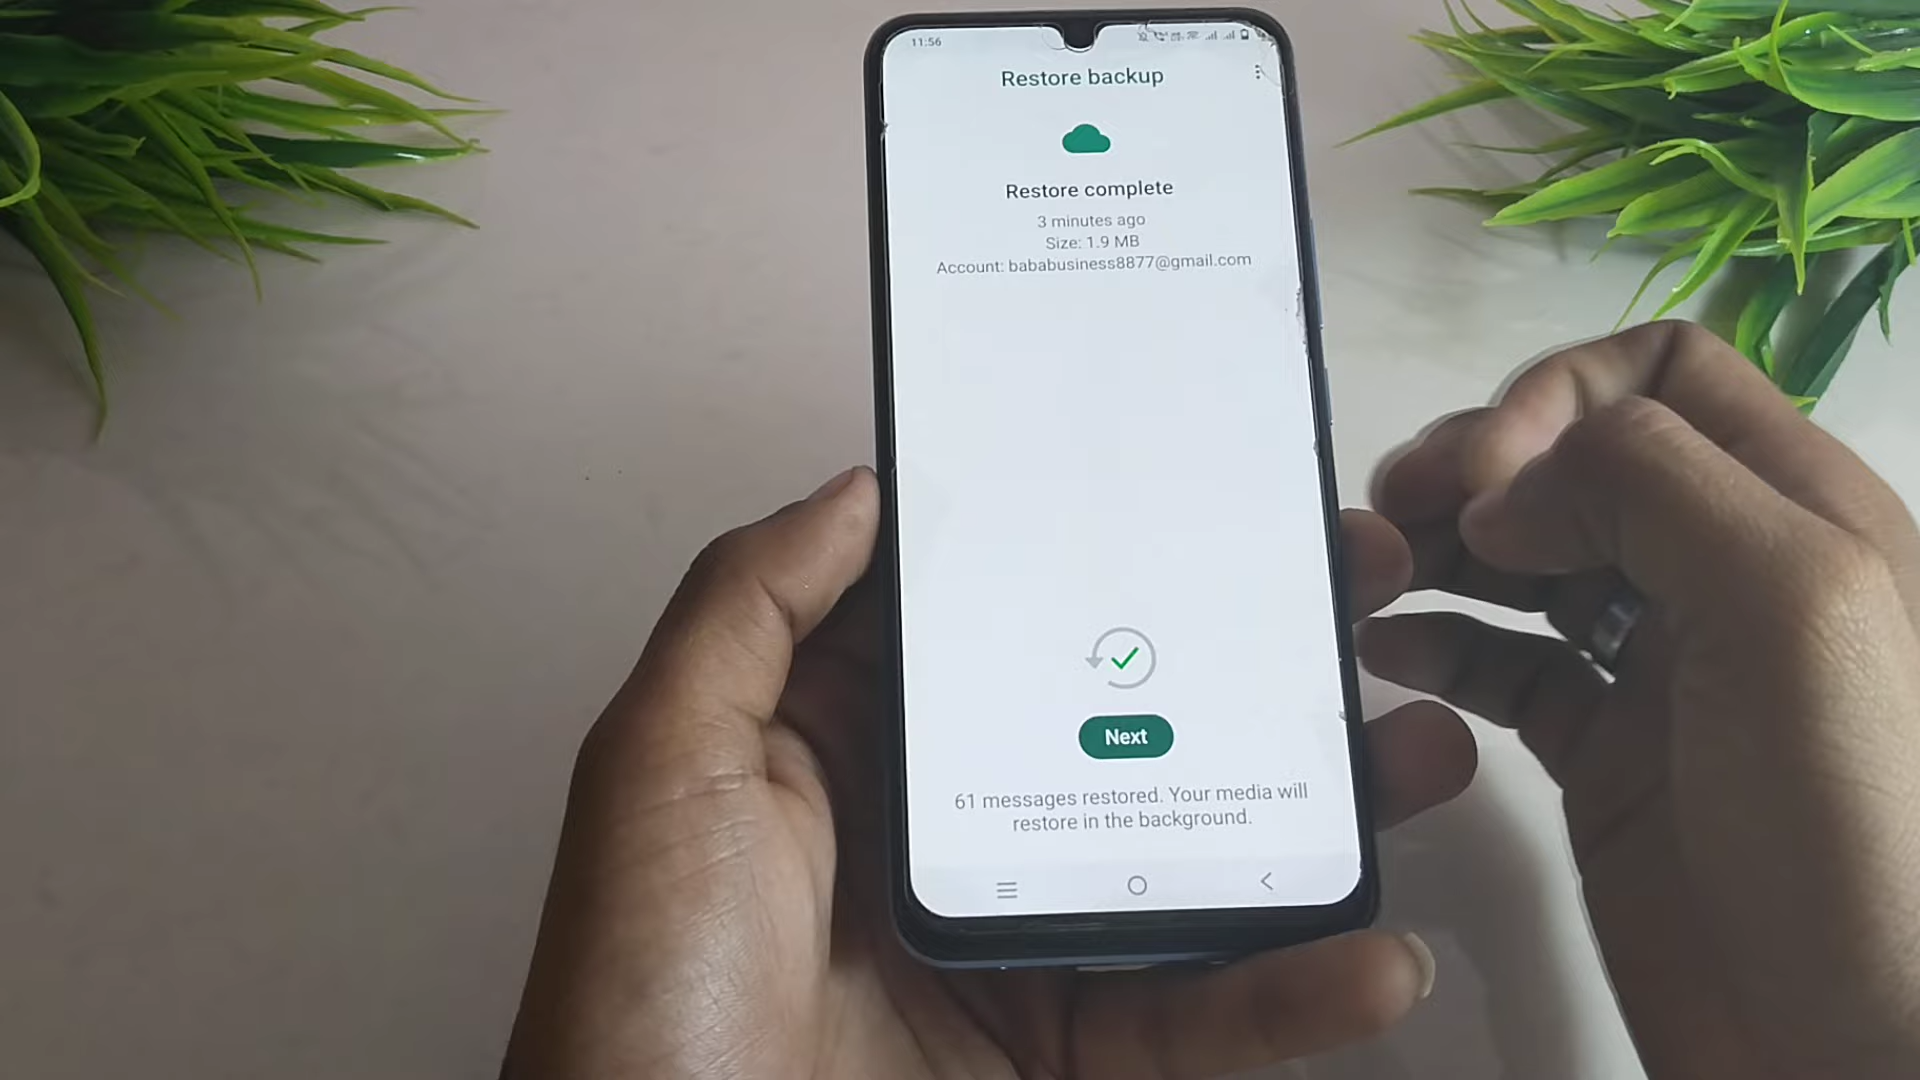 11:56
Restore backup
Restore complete
3 minutes ago
Size: 1.9 MB
Account: bababusiness8877@gmail.com
Next
61 messages restored. Your media will
restore in the background.